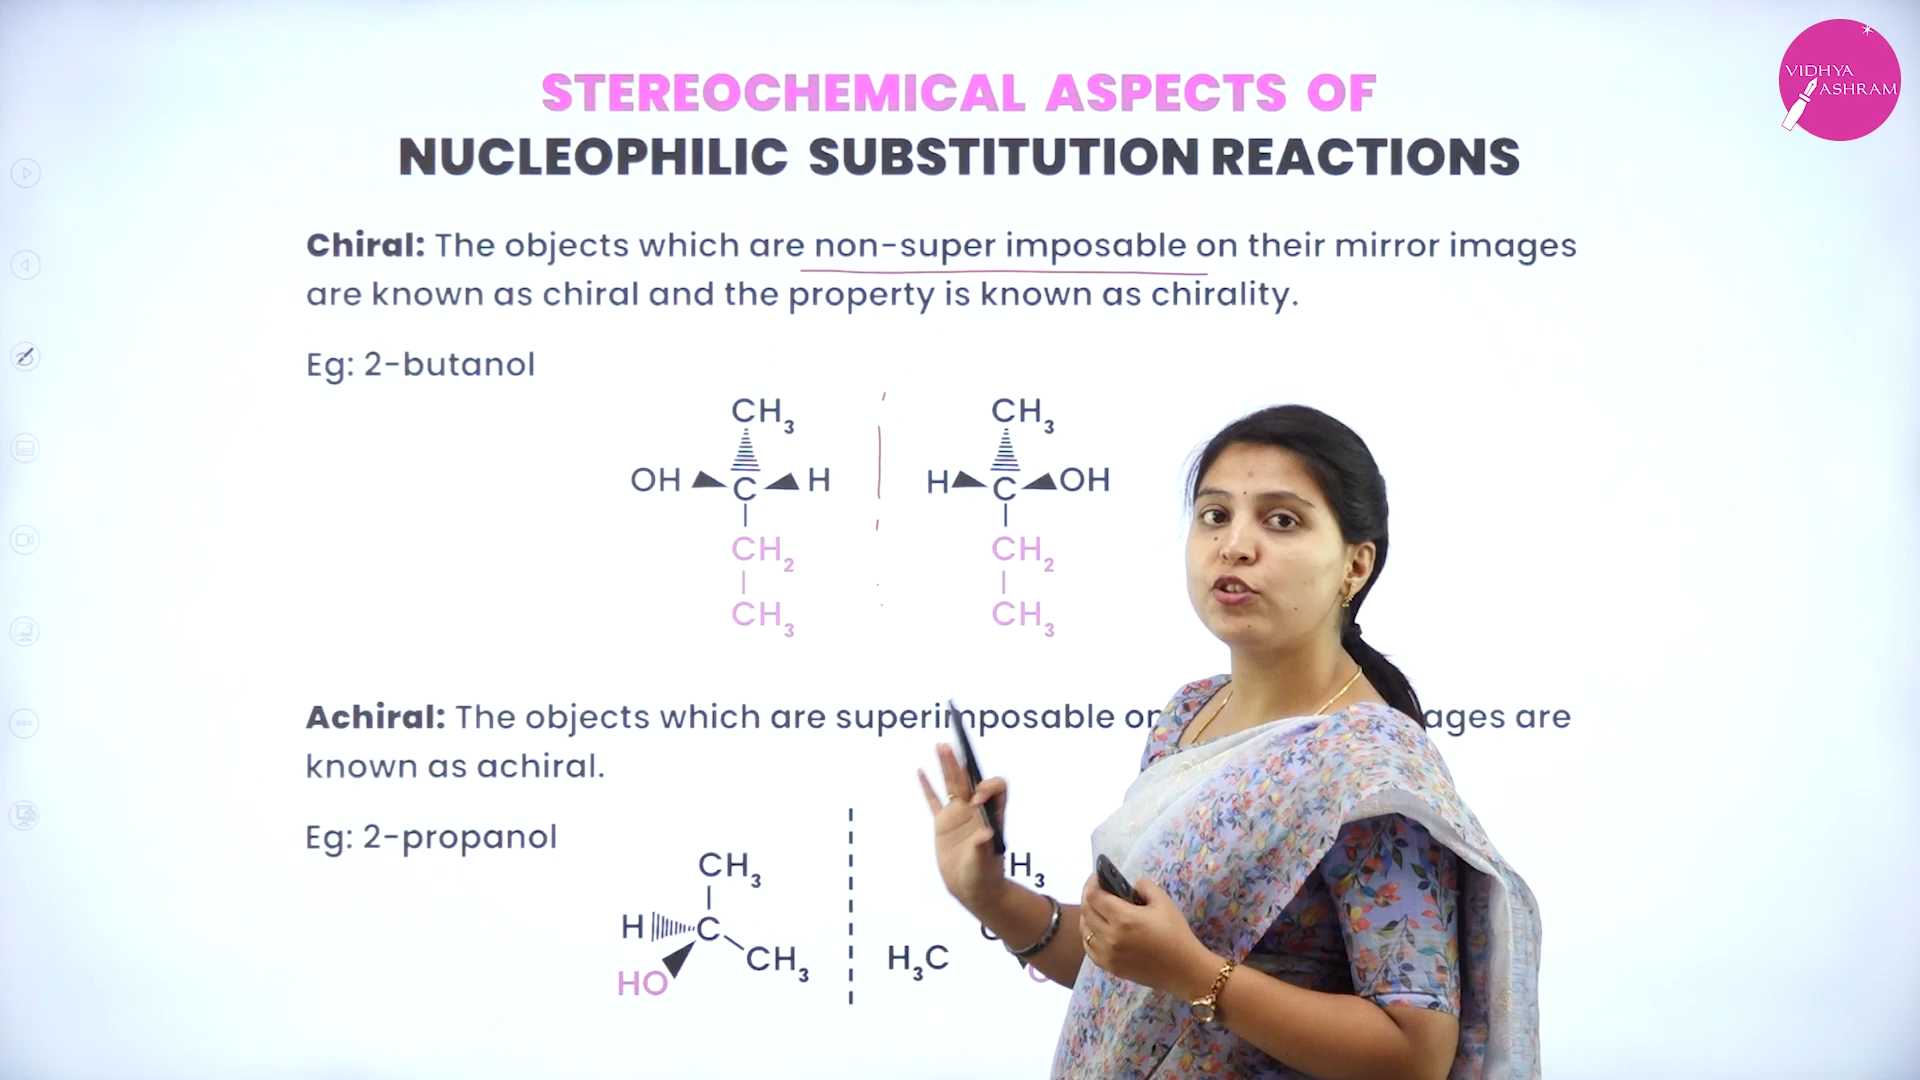 VIDHYA
ASHRAM
STEREOCHEMICAL ASPECTS OF
NUCLEOPHILIC SUBSTITUTION REACTIONS
Chiral: The objects which are non-super imposable on their mirror images
are known as chiral and the property is known as chirality.
Eg: 2-butanol
CH3 CH3
OH C H H C OH
CH2 CH2
CH3 CH3
Achiral: The objects which are superimposable on ages are
known as achiral.
Eg: 2-propanol
CH3 H3
H C
CH3 H3C
HO